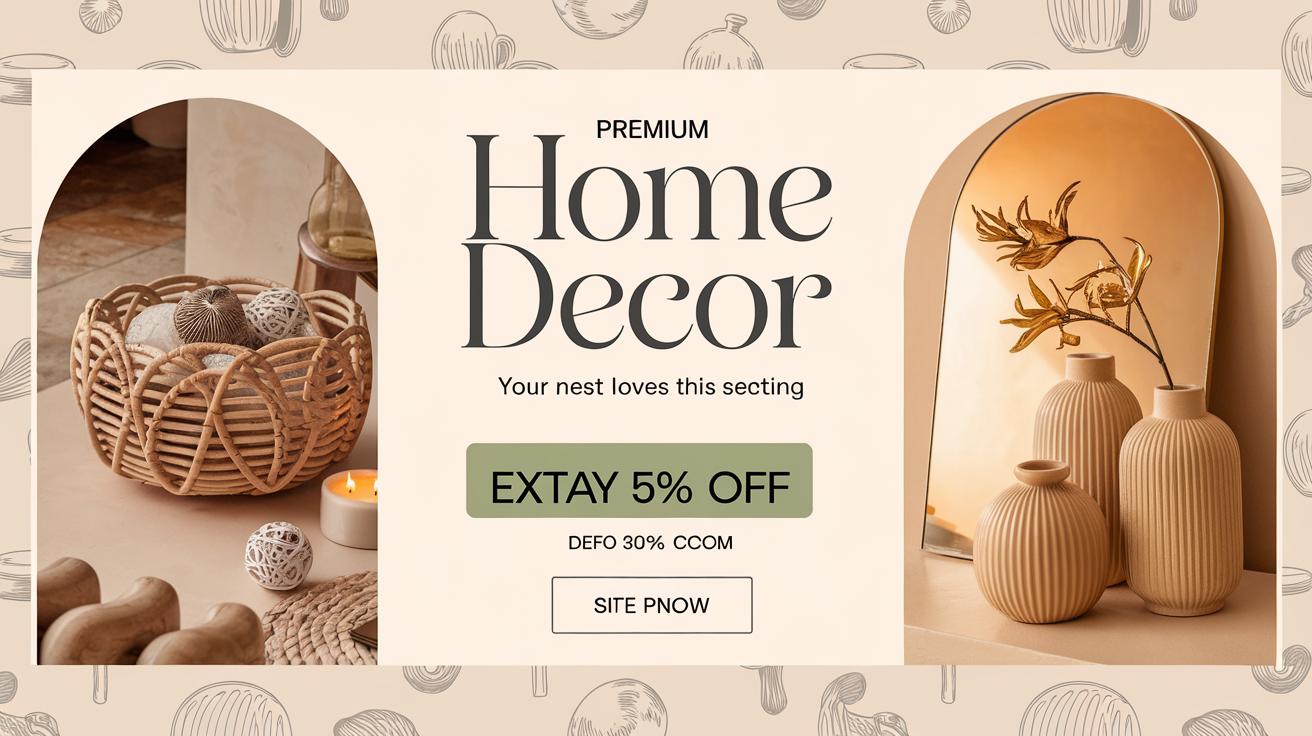 PREMIUM
Home
Decor
Your nest loves this secting
EXTAY 5% OFF
DEFO 30% CCOM
SITE PNOW